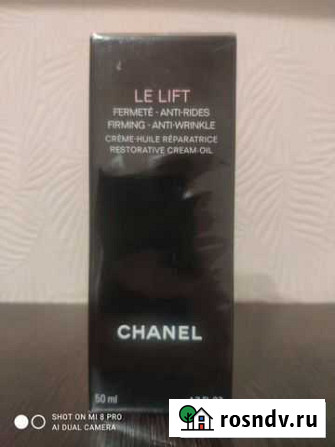 LE LIFT
FERMETÉ - ANTI-RIDES
FIRMING - ANTI-WRINKLE
CRÈME-HUILE RÉPARATRICE
RESTORATIVE CREAM-OIL
CHANEL
50 ml
SHOT ON MI 8 PRO
AI DUAL CAMERA
rosndv.ru